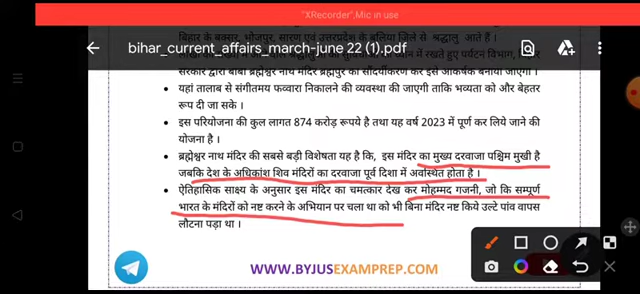 "XRecorder",Mic in use
बिहार के बक्सर, भोजपुर, सारण एवं उत्तरप्रदेश के बलिया जिले से श्रद्धालु आते हैं ।
bihar_current_affairs_march-june 22 (1).pdf
सरकार द्वारा बाबा ब्रह्मेश्वर नाथ मंदिर ब्रह्मपुर का सौंदर्यीकरण कर इसे आकर्षक बनाया जाएगा ।
• यहां तालाब से संगीतमय फव्वारा निकालने की व्यवस्था की जाएगी ताकि भव्यता को और बेहतर
रूप दी जा सके ।
• इस परियोजना की कुल लागत 874 करोड़ रूपये है तथा यह वर्ष 2023 में पूर्ण कर लिये जाने की
योजना है ।
• ब्रह्मेश्वर नाथ मंदिर की सबसे बड़ी विशेषता यह है कि, इस मंदिर का मुख्य दरवाजा पश्चिम मुखी है
जबकि देश के अधिकांश शिव मंदिरों का दरवाजा पूर्व दिशा में अवस्थित होता है ।
• ऐतिहासिक साक्ष्य के अनुसार इस मंदिर का चमत्कार देख कर मोहम्मद गजनी, जो कि सम्पूर्ण
भारत के मंदिरों को नष्ट करने के अभियान पर चला था को भी बिना मंदिर नष्ट किये उल्टे पांव वापस
लौटना पड़ा था ।
WWW.BYJUSEXAMPREP.COM